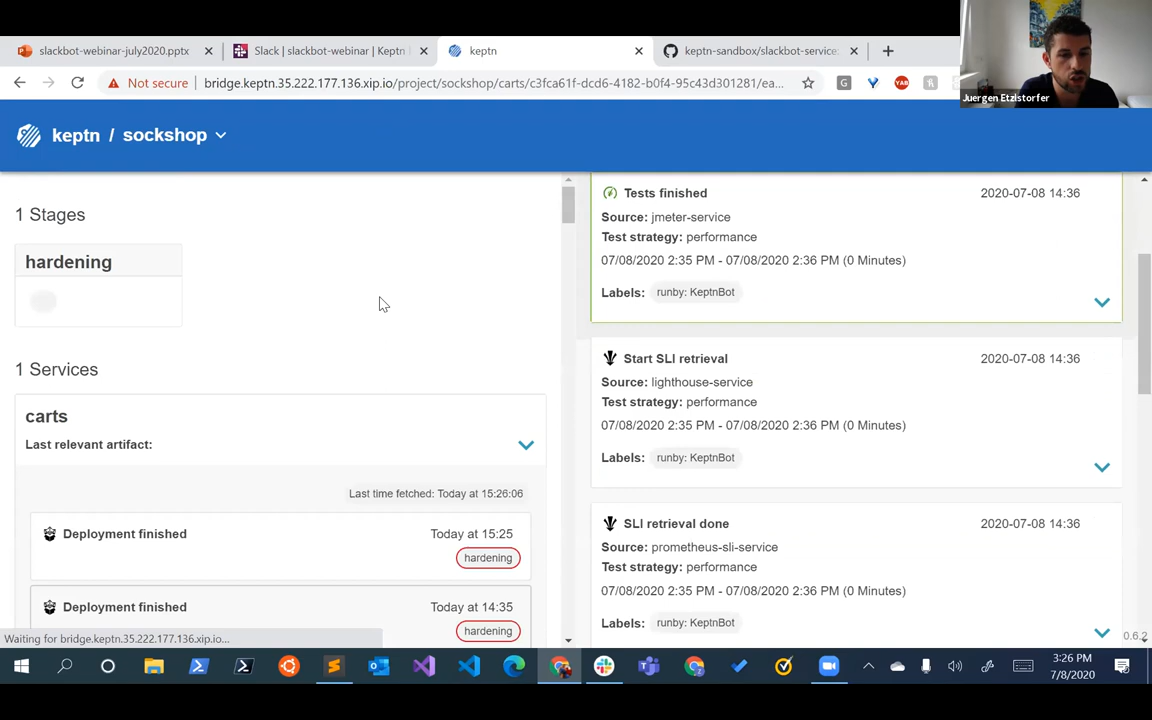 slackbot-webinar-july2020.pptx
Slack | slackbot-webinar | Keptn
keptn
keptn-sandbox/slackbot-service:
Not secure
bridge.keptn.35.222.177.136.xip.io/project/sockshop/carts/c3fca61f-dcd6-4182-b0f4-95c43d301281/ea...
G
YAB
Juergen Etzlstorfer
keptn / sockshop
1 Stages
hardening
1 Services
carts
Last relevant artifact:
Last time fetched: Today at 15:26:06
Deployment finished
Today at 15:25
hardening
Deployment finished
Today at 14:35
hardening
Tests finished
2020-07-08 14:36
Source: jmeter-service
Test strategy: performance
07/08/2020 2:35 PM - 07/08/2020 2:36 PM (0 Minutes)
Labels: runby: KeptnBot
Start SLI retrieval
2020-07-08 14:36
Source: lighthouse-service
Test strategy: performance
07/08/2020 2:35 PM - 07/08/2020 2:36 PM (0 Minutes)
Labels: runby: KeptnBot
SLI retrieval done
2020-07-08 14:36
Source: prometheus-sli-service
Test strategy: performance
07/08/2020 2:35 PM - 07/08/2020 2:36 PM (0 Minutes)
Labels: runby: KeptnBot
Waiting for bridge.keptn.35.222.177.136.xip.io...
0.6.2
3:26 PM
7/8/2020